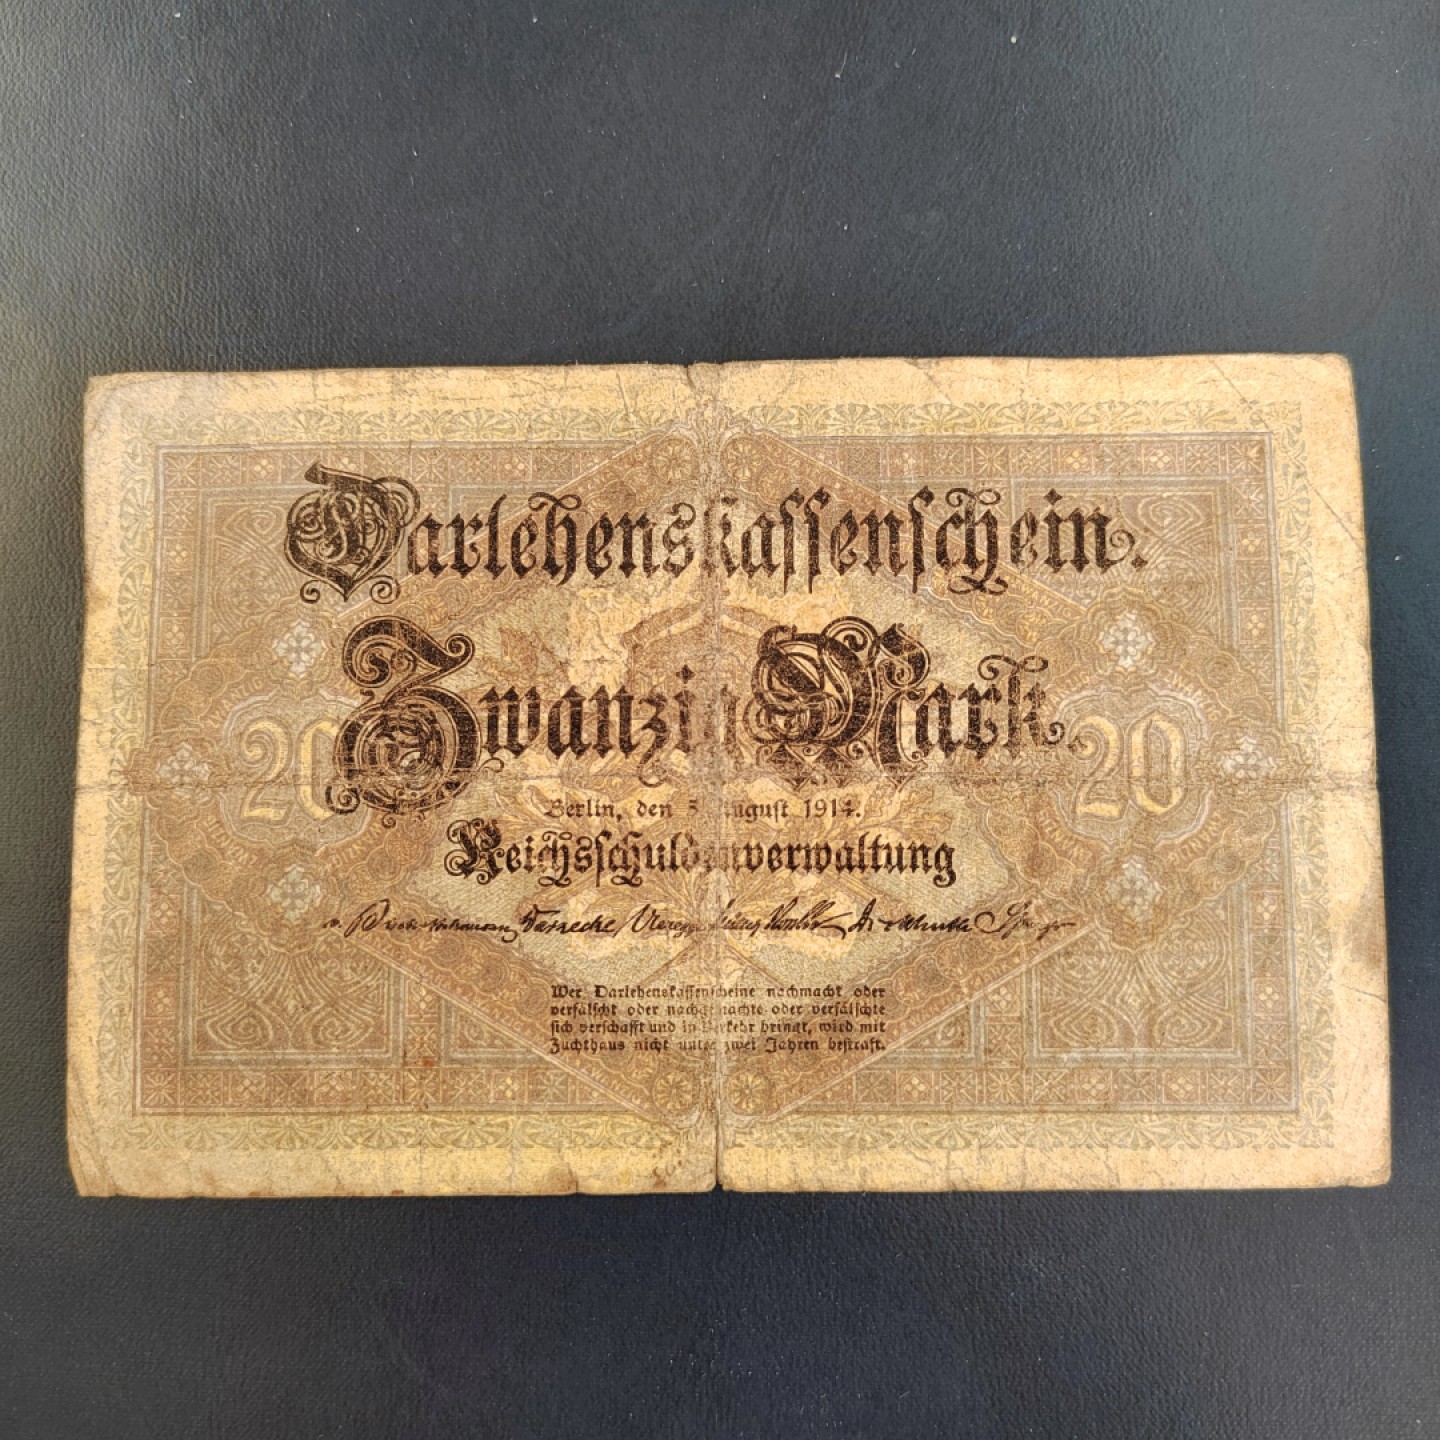 Darlehenskassenschein.
Zwanzig Mark.
20 20
Berlin, den 5. August 1914.
Reichsschuldenverwaltung
Wer Darlehenskassenscheine nachmacht oder
verfälscht oder nachgemachte oder verfälschte
sich verschafft und in Verkehr bringt, wird mit
Zuchthaus nicht unter zwei Jahren bestraft.